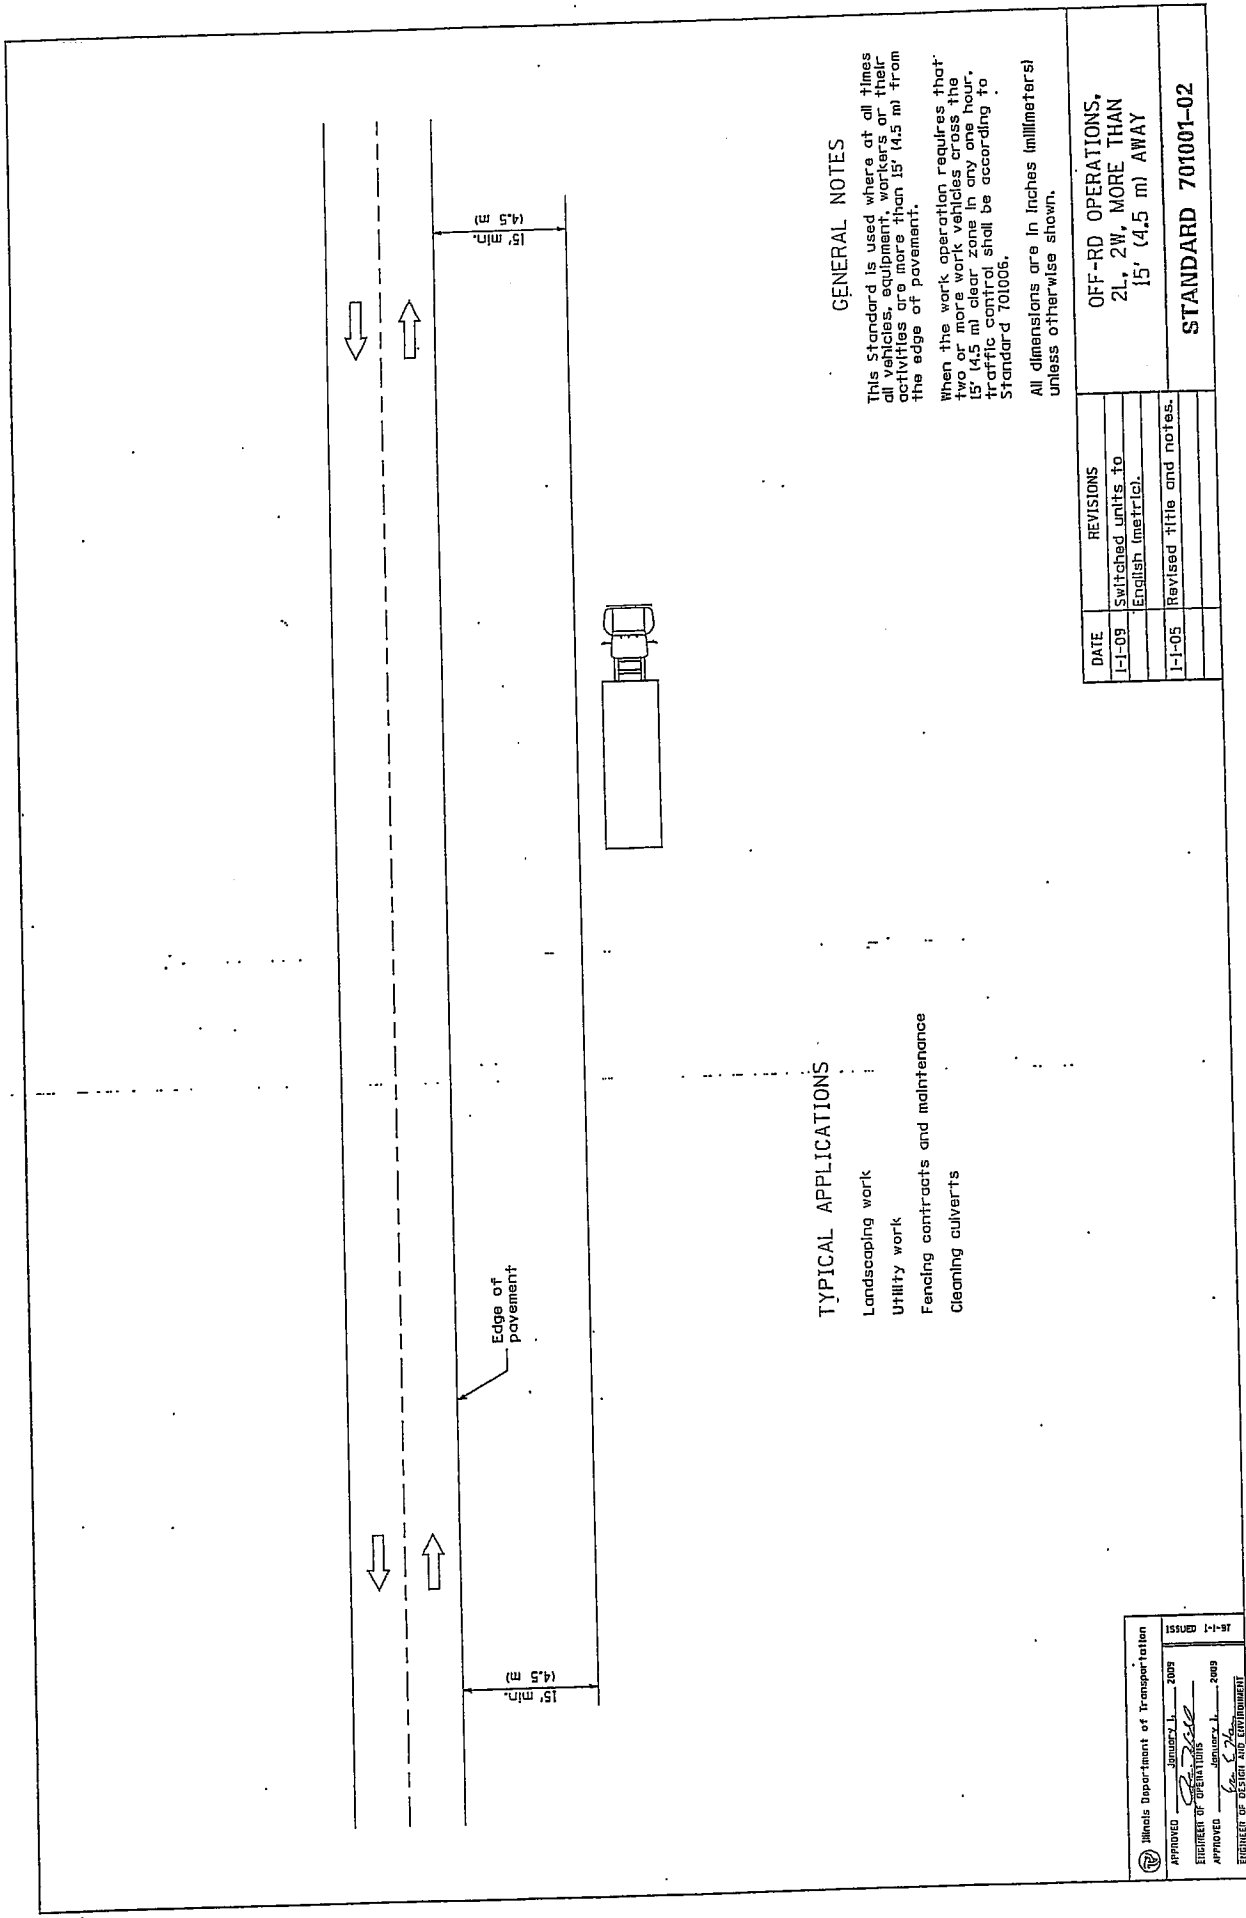 15' min.
(4.5 m)
15' min.
(4.5 m)
Edge of
pavement
TYPICAL APPLICATIONS
Landscaping work
Utility work
Fencing contracts and maintenance
Cleaning culverts
GENERAL NOTES
This Standard is used where at all times
all vehicles, equipment, workers or their
activities are more than 15' (4.5 m) from
the edge of pavement.
When the work operation requires that
two or more work vehicles cross the
15' (4.5 m) clear zone in any one hour,
traffic control shall be according to
Standard 701006.
All dimensions are in inches (millimeters)
unless otherwise shown.
Illinois Department of Transportation
APPROVED January 1, 2009
ENGINEER OF OPERATIONS
APPROVED January 1, 2009
ENGINEER OF DESIGN AND ENVIRONMENT
ISSUED 1-1-97
DATE REVISIONS
1-1-09 Switched units to
English (metric).
1-1-05 Revised title and notes.
OFF-RD OPERATIONS,
2L, 2W, MORE THAN
15' (4.5 m) AWAY
STANDARD 701001-02